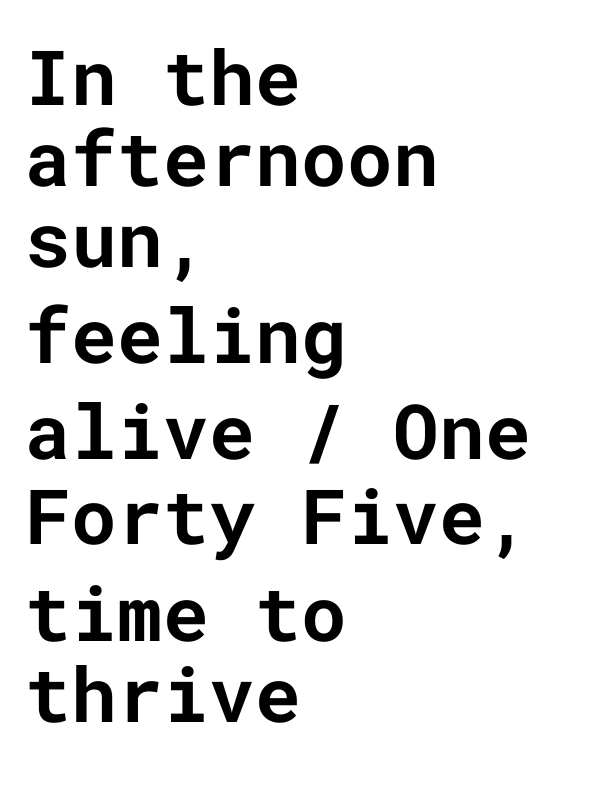 In the
afternoon
sun,
feeling
alive / One
Forty Five,
time to
thrive